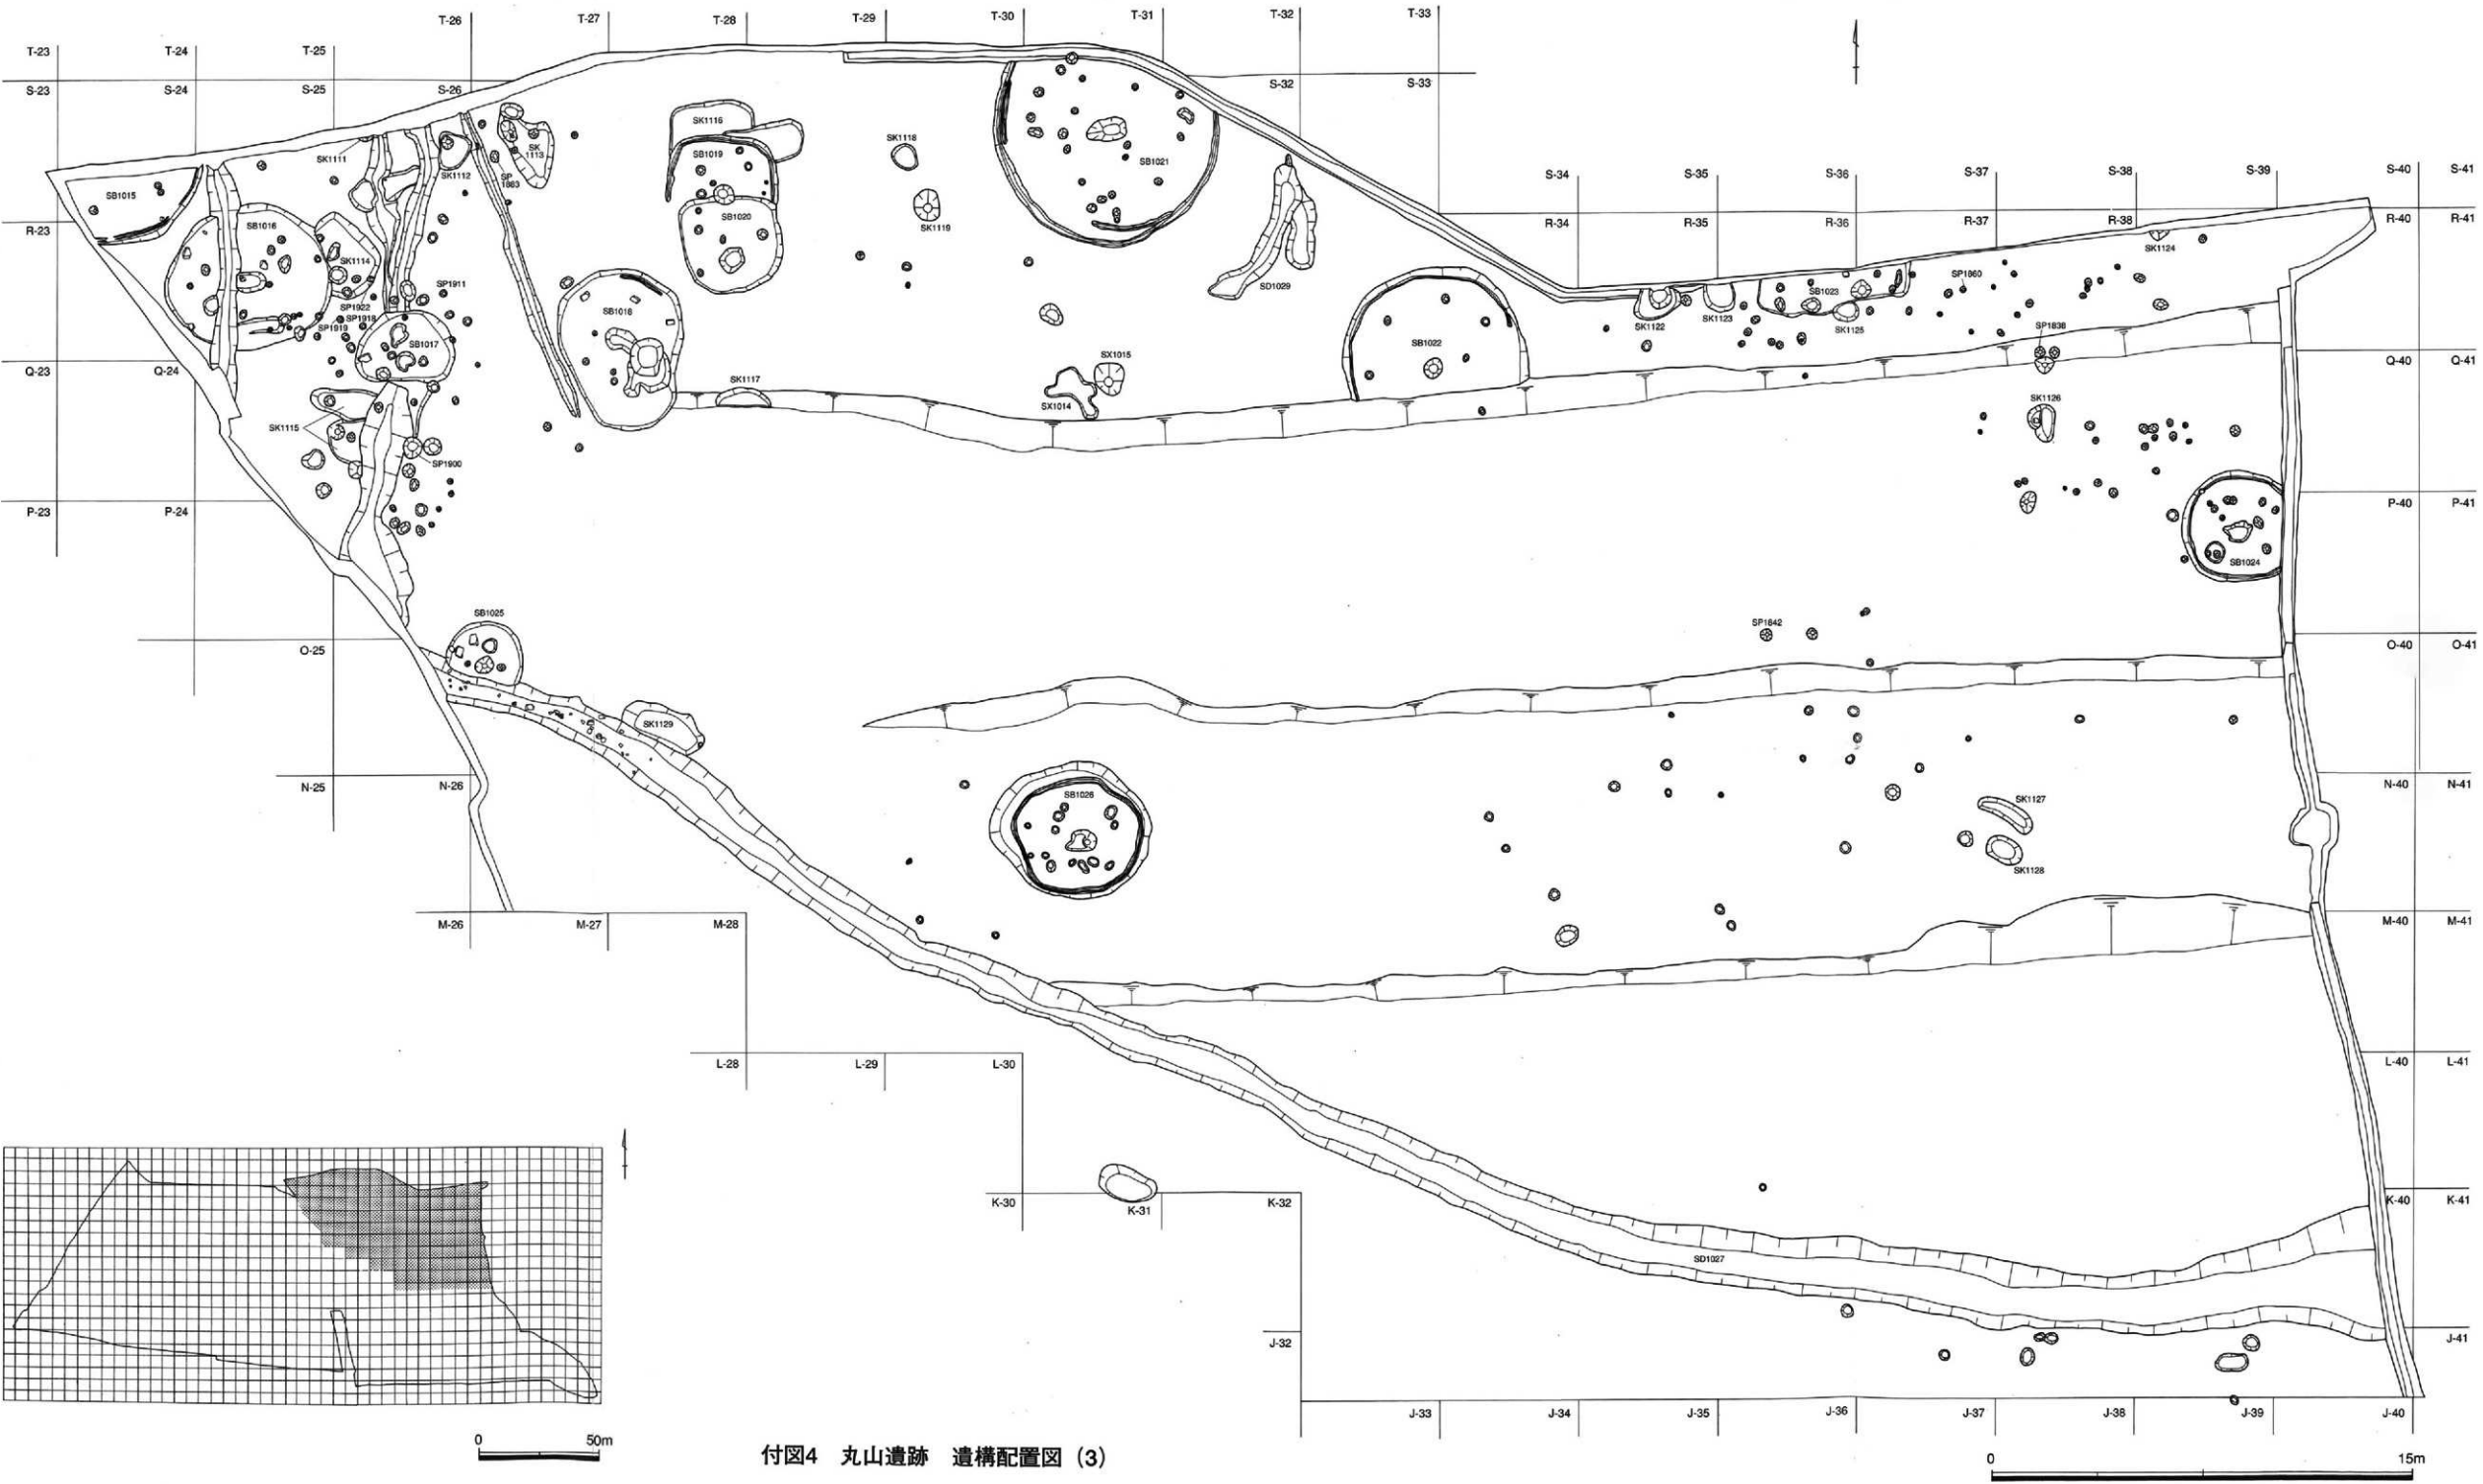 T-26 T-27 T-28 T-29 T-30 T-31 T-32 T-33
T-23 T-24 T-25
S-23 S-24 S-25 S-26 S-32 S-33
S-34 S-35 S-36 S-37 S-38 S-39 S-40 S-41
R-23 R-34 R-35 R-36 R-37 R-38 R-40 R-41
SK1111
SK1112
SP
1883
SK
1113
SK1116
SB1019
SB1020
SK1118
SK1119
SB1021
SD1029
SB1015
SB1016
SK1114
SP1911
SP1922
SP1918
SP1919
SB1017
SB1018
SK1117
SX1015
SX1014
SB1022
SK1122
SK1123
SB1023
SK1125
SP1860
SK1124
SP1838
Q-23 Q-24 Q-40 Q-41
SK1115
SP1900
SK1126
P-23 P-24 P-40 P-41
SB1024
SB1025
SP1842
O-25 O-40 O-41
SK1129
N-25 N-26 N-40 N-41
SB1026
SK1127
SK1128
M-26 M-27 M-28 M-40 M-41
L-28 L-29 L-30 L-40 L-41
K-30 K-31 K-32 K-40 K-41
SD1027
J-32 J-41
J-33 J-34 J-35 J-36 J-37 J-38 J-39 J-40
0 50m
付図4 丸山遺跡 遺構配置図（3）
0 15m